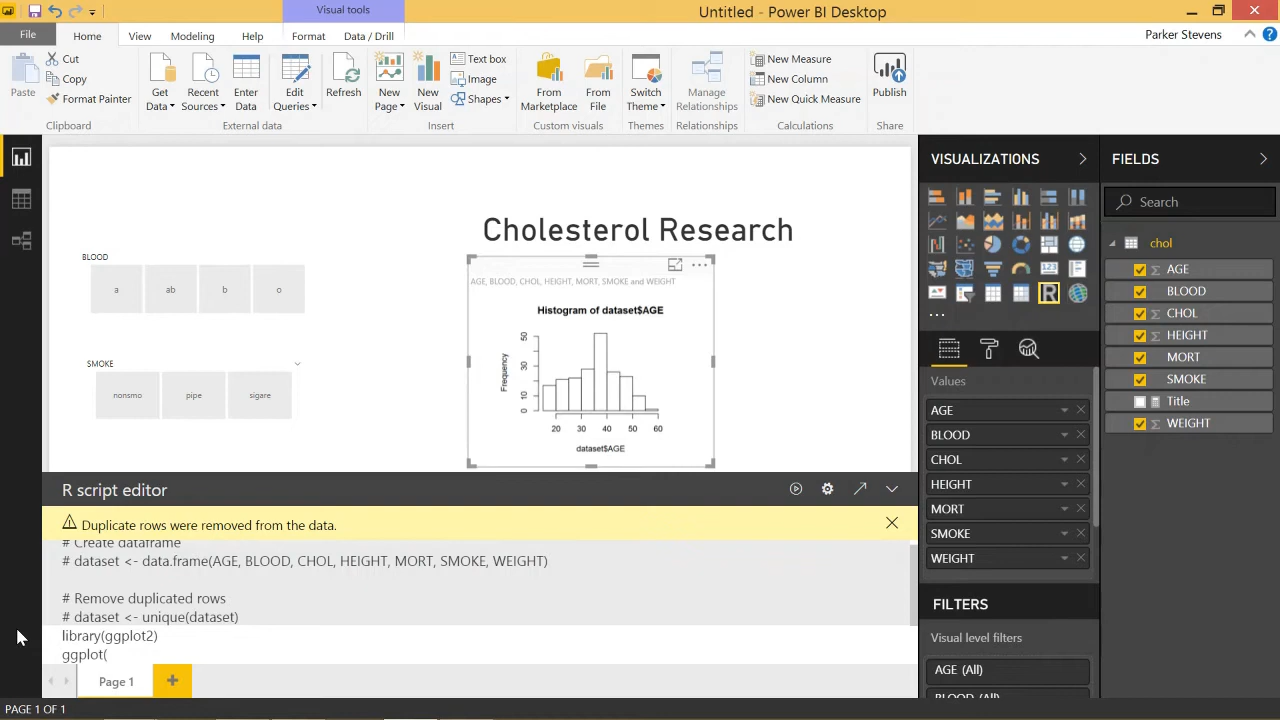 Visual tools
Untitled - Power BI Desktop
File
Home
View
Modeling
Help
Format
Data / Drill
Parker Stevens
Paste
Cut
Copy
Format Painter
Clipboard
Get Data
Recent Sources
Enter Data
Edit Queries
External data
Refresh
New Page
New Visual
Text box
Image
Shapes
Insert
From Marketplace
From File
Custom visuals
Switch Theme
Themes
Manage Relationships
Relationships
New Measure
New Column
New Quick Measure
Calculations
Publish
Share
Cholesterol Research
BLOOD
a
ab
b
o
SMOKE
nonsmo
pipe
sigare
AGE, BLOOD, CHOL, HEIGHT, MORT, SMOKE and WEIGHT
Histogram of dataset$AGE
Frequency
50
30
10
0
20 30 40 50 60
dataset$AGE
R script editor
Duplicate rows were removed from the data.
# Create dataframe
# dataset <- data.frame(AGE, BLOOD, CHOL, HEIGHT, MORT, SMOKE, WEIGHT)
# Remove duplicated rows
# dataset <- unique(dataset)
library(ggplot2)
ggplot(
Page 1
PAGE 1 OF 1
VISUALIZATIONS
123
R
Values
AGE
BLOOD
CHOL
HEIGHT
MORT
SMOKE
WEIGHT
FILTERS
Visual level filters
AGE (All)
BLOOD (All)
FIELDS
Search
chol
AGE
BLOOD
CHOL
HEIGHT
MORT
SMOKE
Title
WEIGHT